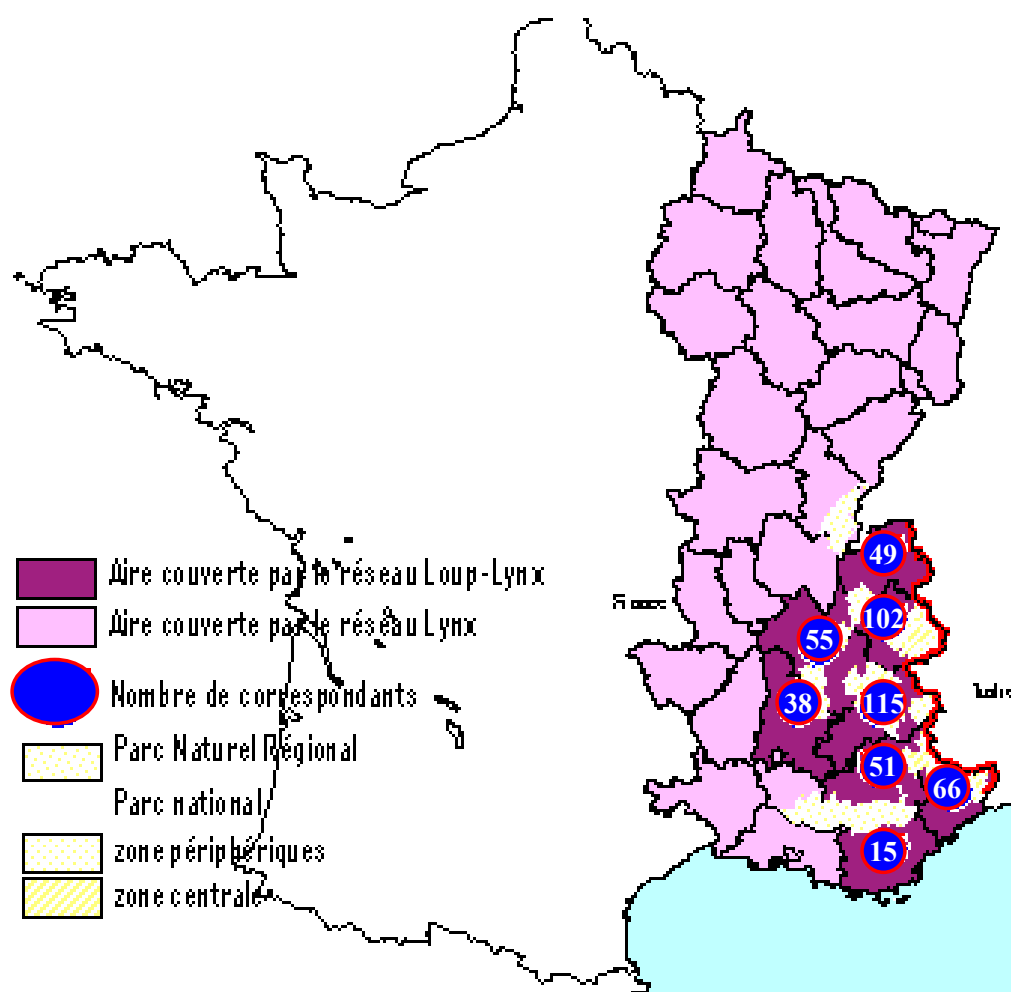 49
Aire couverte par le réseau Loup-Lynx
France
102
Aire couverte par le réseau Lynx
55
Nombre de correspondants
38
115
Parc Naturel Régional
51
66
Parc national
zone périphériques
15
zone centrale